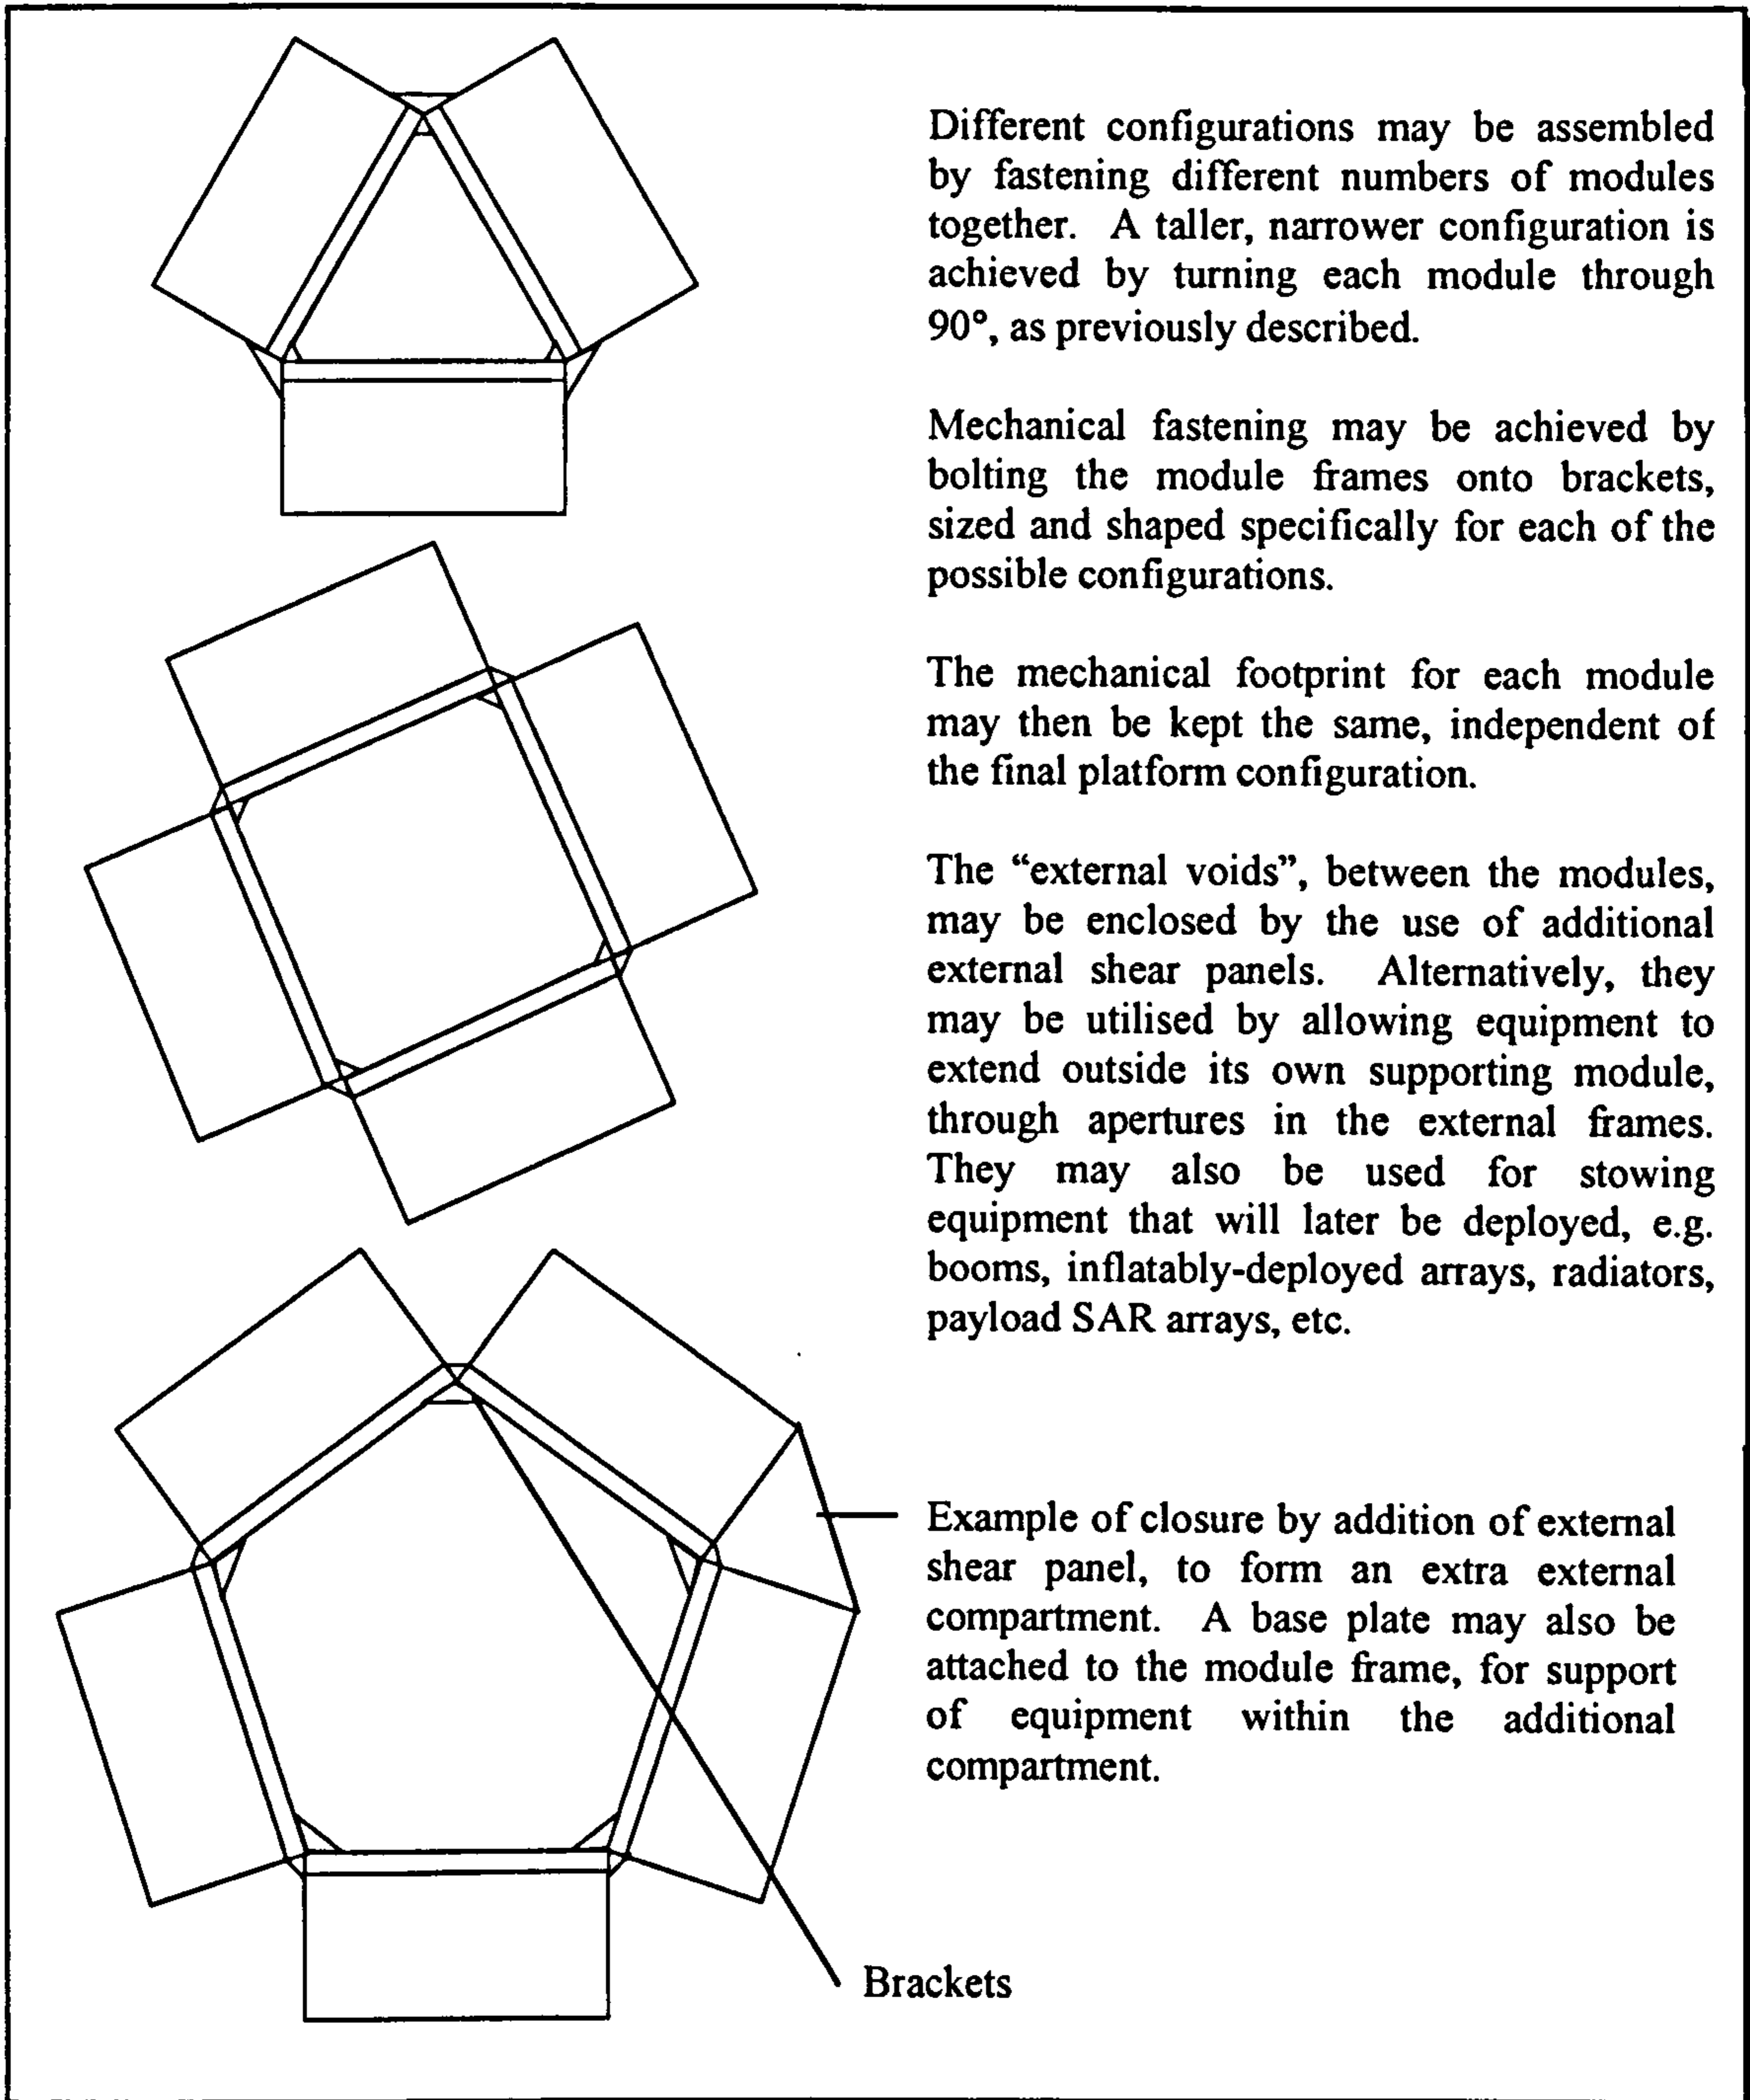 Different configurations may be assembled
by fastening different numbers of modules
together. A taller, narrower configuration is
achieved by turning each module through
90°, as previously described.
Mechanical fastening may be achieved by
bolting the module frames onto brackets,
sized and shaped specifically for each of the
possible configurations.
The mechanical footprint for each module
may then be kept the same, independent of
the final platform configuration.
The “external voids”, between the modules,
may be enclosed by the use of additional
external shear panels. Alternatively, they
may be utilised by allowing equipment to
extend outside its own supporting module,
through apertures in the external frames.
They may also be used for stowing
equipment that will later be deployed, e.g.
booms, inflatably-deployed arrays, radiators,
payload SAR arrays, etc.
Example of closure by addition of external
shear panel, to form an extra external
compartment. A base plate may also be
attached to the module frame, for support
of equipment within the additional
compartment.
Brackets